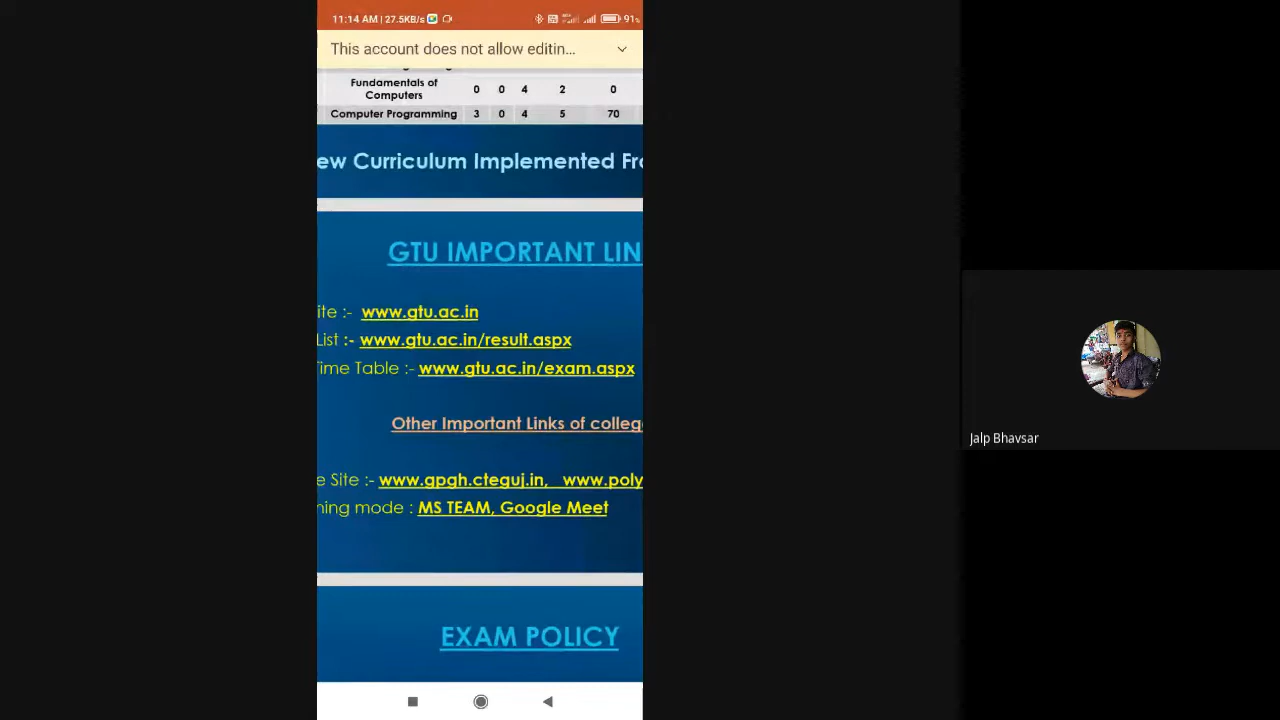 11:14 AM | 27.5KB/s
91%
This account does not allow editin...
Fundamentals of
Computers
0 0 4 2 0
Computer Programming 3 0 4 5 70
ew Curriculum Implemented Fro
GTU IMPORTANT LIN
ite :- www.gtu.ac.in
List :- www.gtu.ac.in/result.aspx
Time Table :- www.gtu.ac.in/exam.aspx
Other Important Links of colleg
e Site :- www.gpgh.cteguj.in, www.poly
ning mode : MS TEAM, Google Meet
EXAM POLICY
Jalp Bhavsar